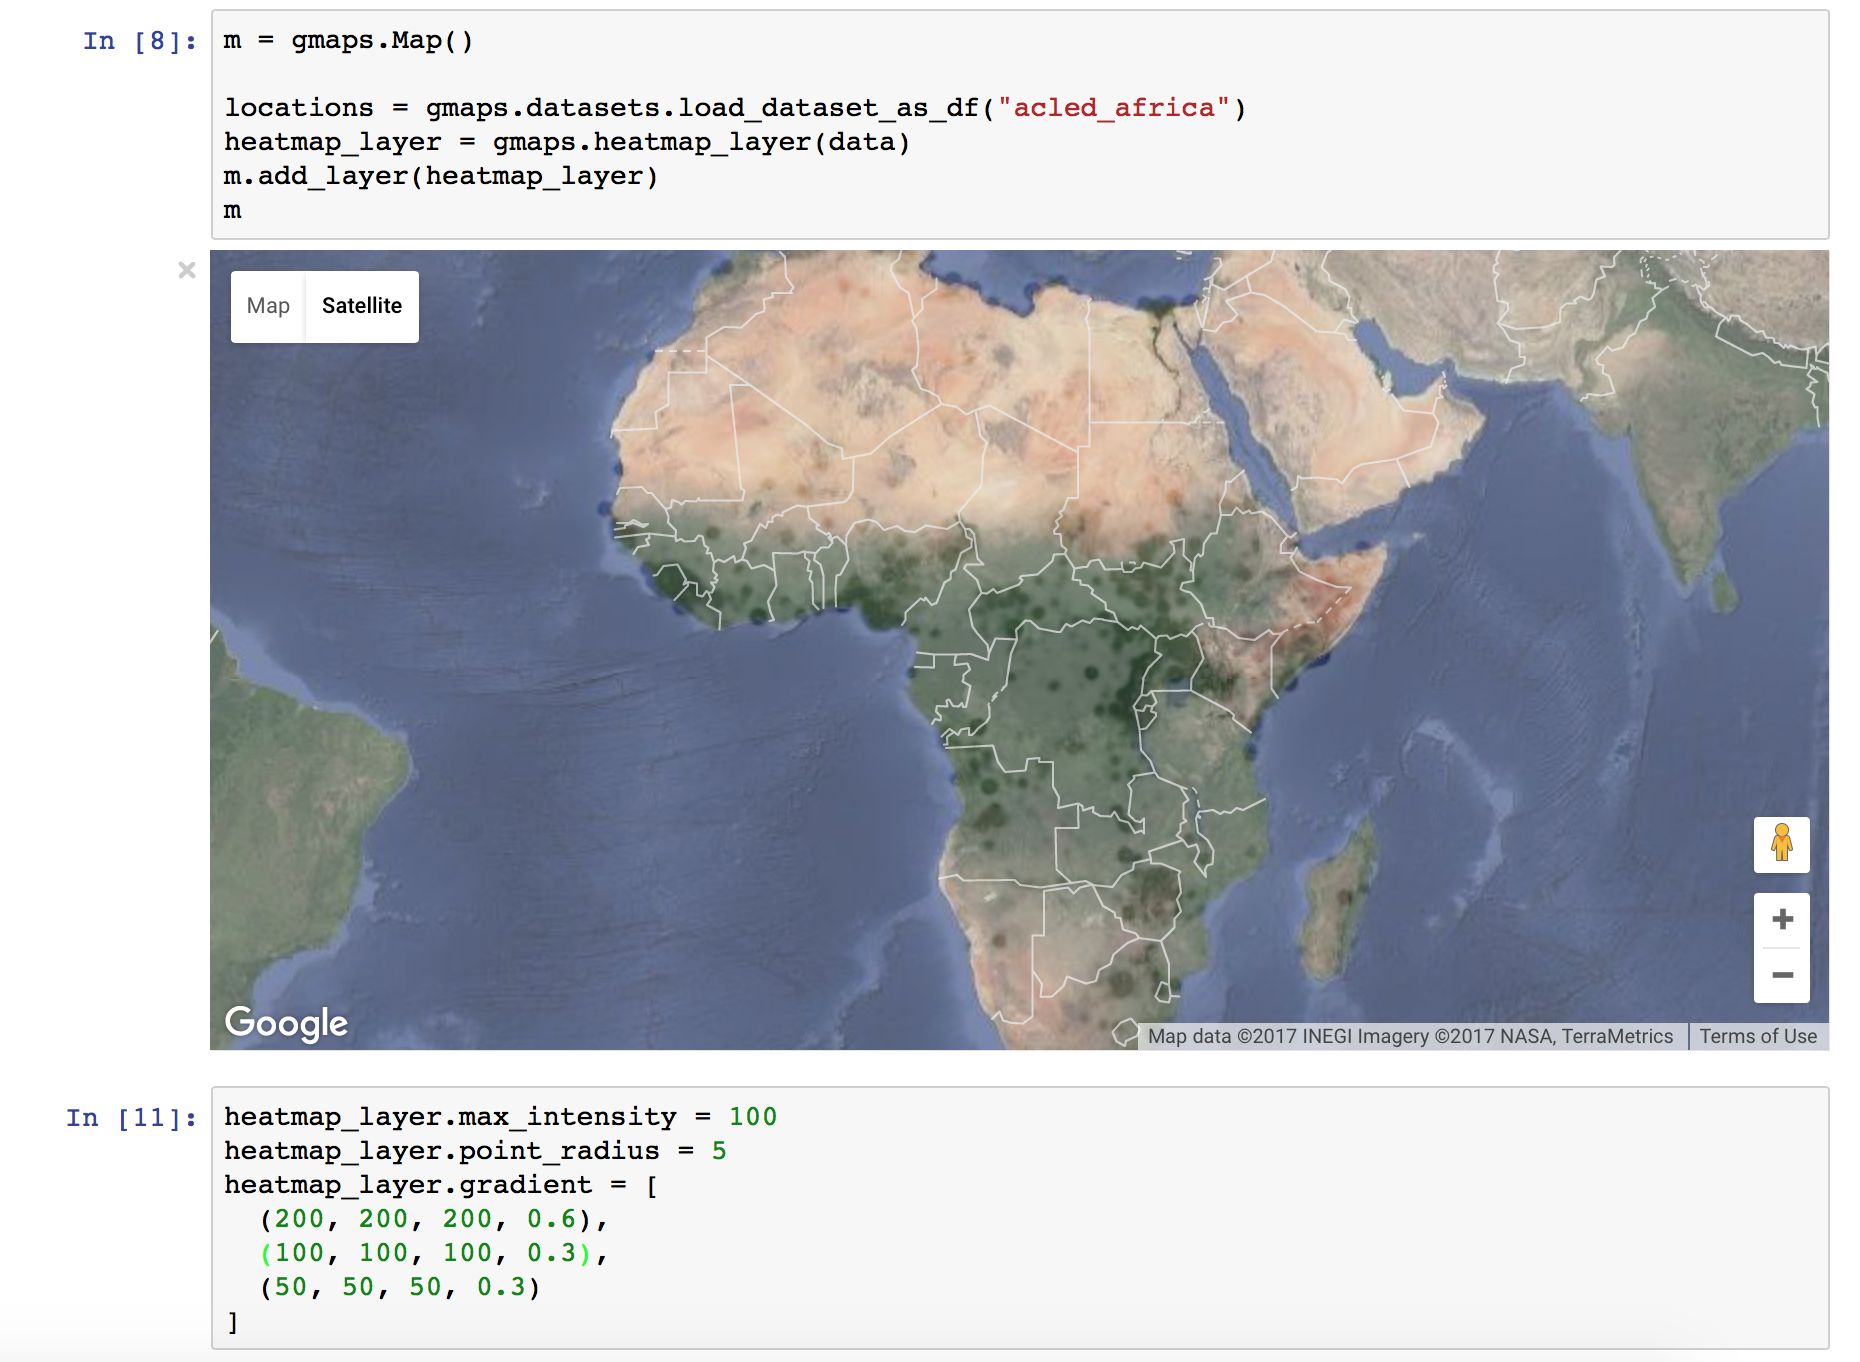 In [8]:
m = gmaps.Map()
locations = gmaps.datasets.load_dataset_as_df("acled_africa")
heatmap_layer = gmaps.heatmap_layer(data)
m.add_layer(heatmap_layer)
m
×
Map Satellite
+
−
Google
Map data ©2017 INEGI Imagery ©2017 NASA, TerraMetrics Terms of Use
In [11]:
heatmap_layer.max_intensity = 100
heatmap_layer.point_radius = 5
heatmap_layer.gradient = [
(200, 200, 200, 0.6),
(100, 100, 100, 0.3),
(50, 50, 50, 0.3)
]